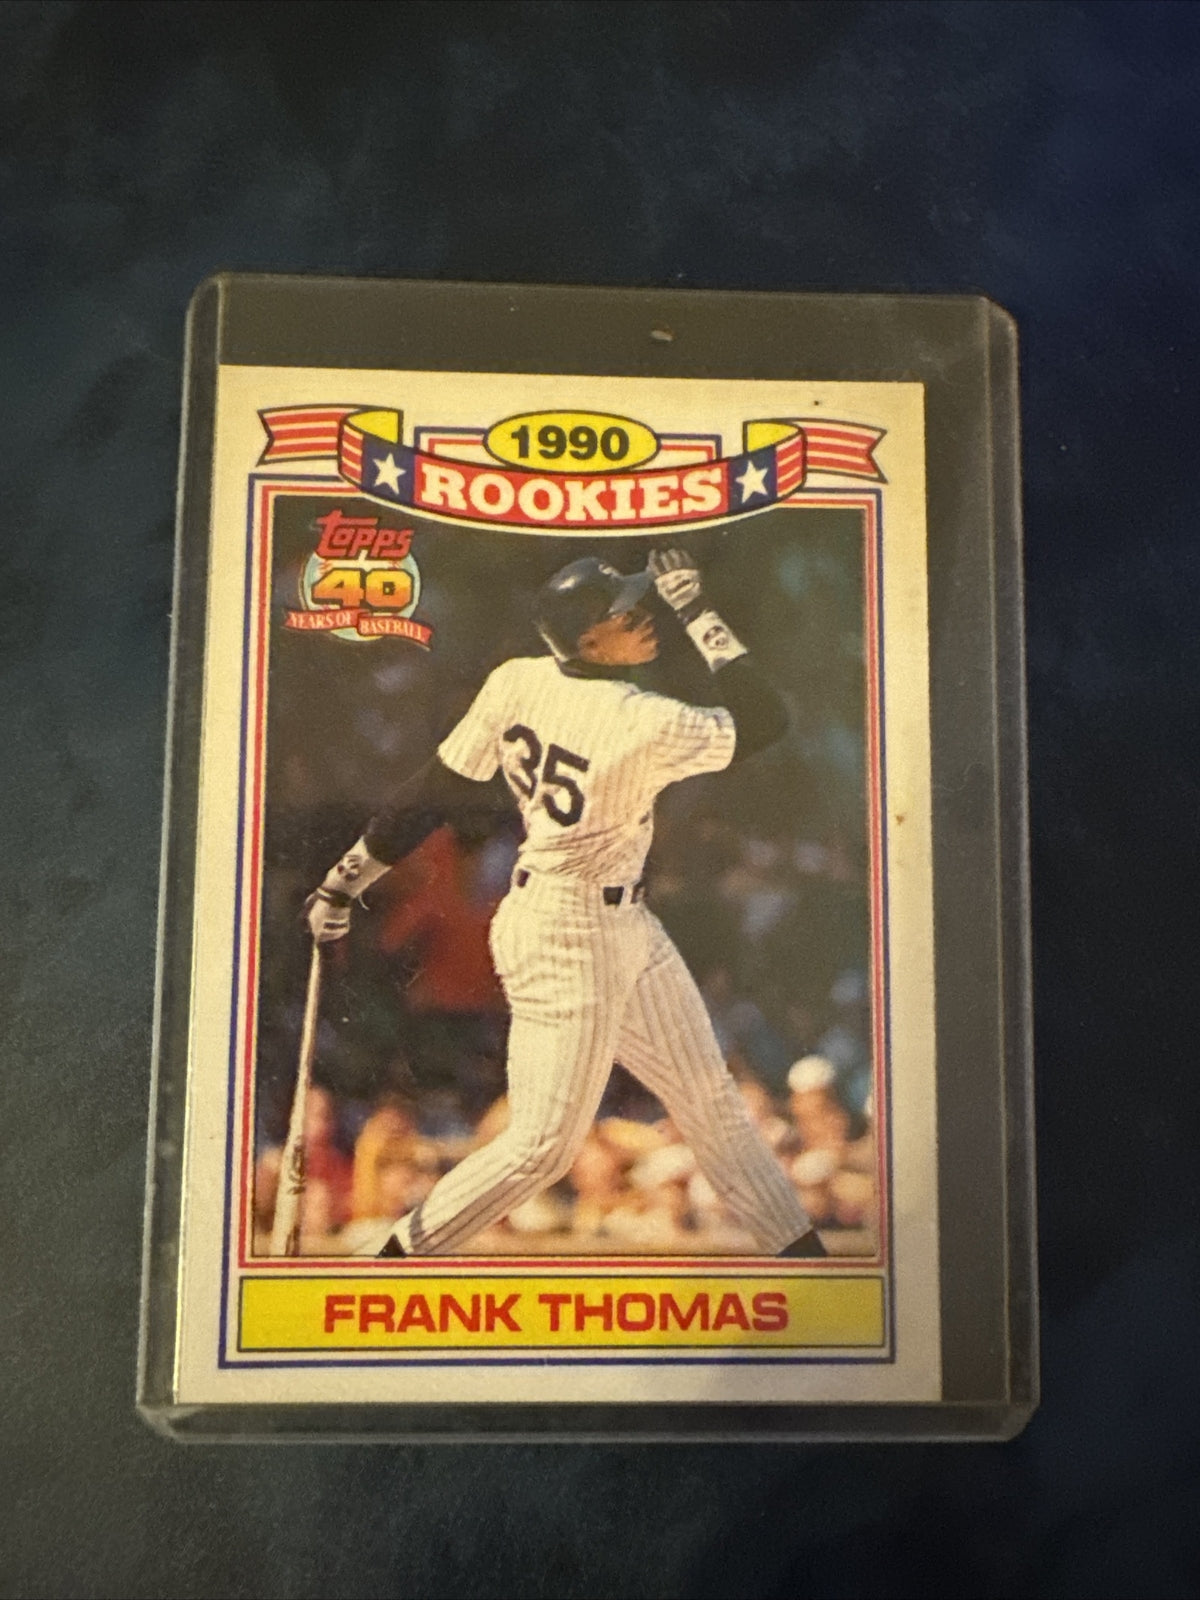 1990
ROOKIES
Topps
40
YEARS OF BASEBALL
35
FRANK THOMAS